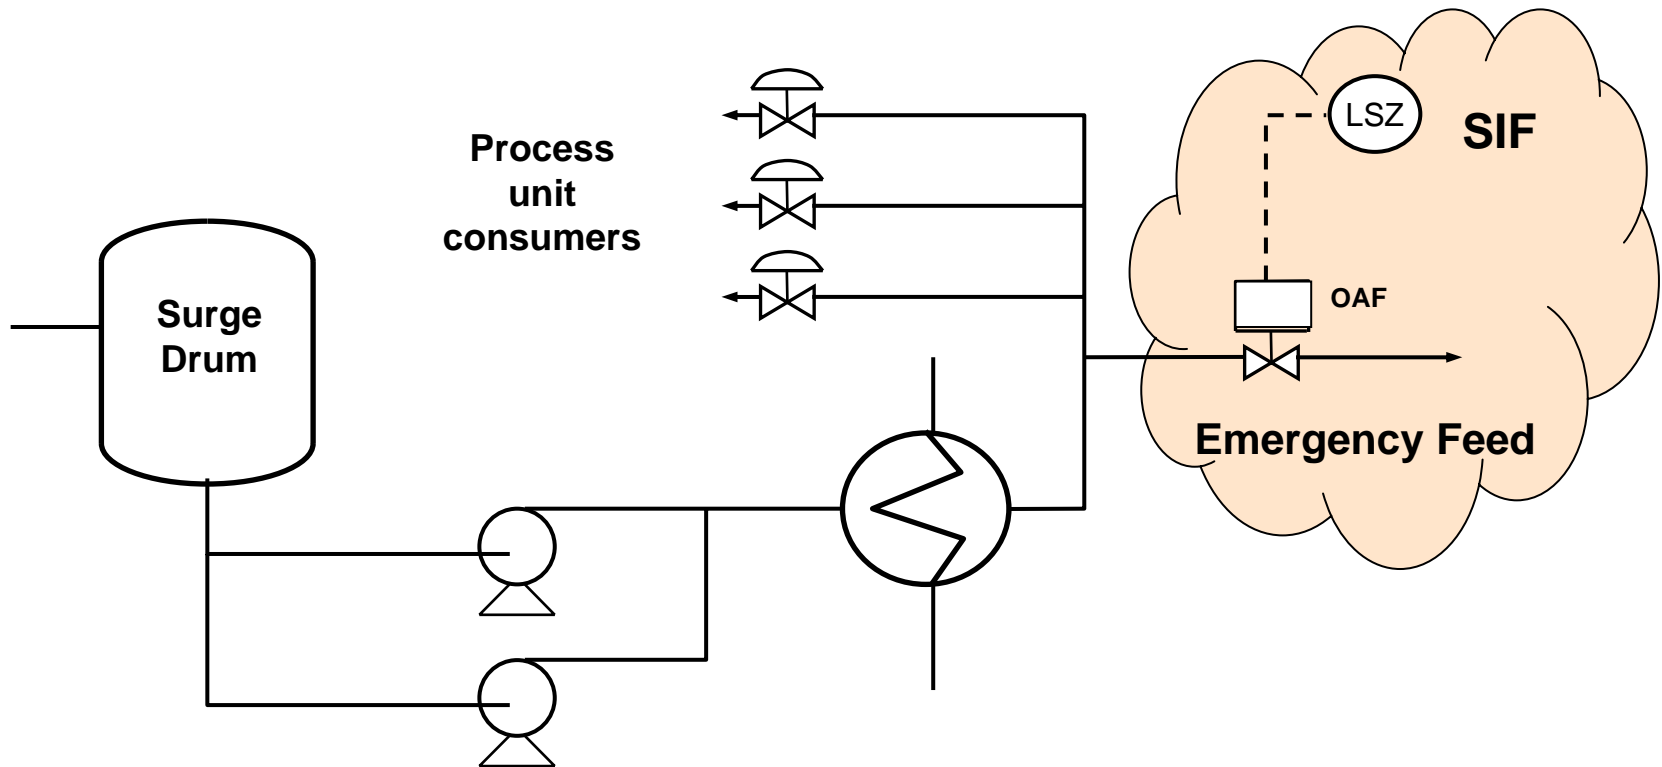 Process
unit
consumers
LSZ
SIF
Surge
Drum
OAF
Emergency Feed